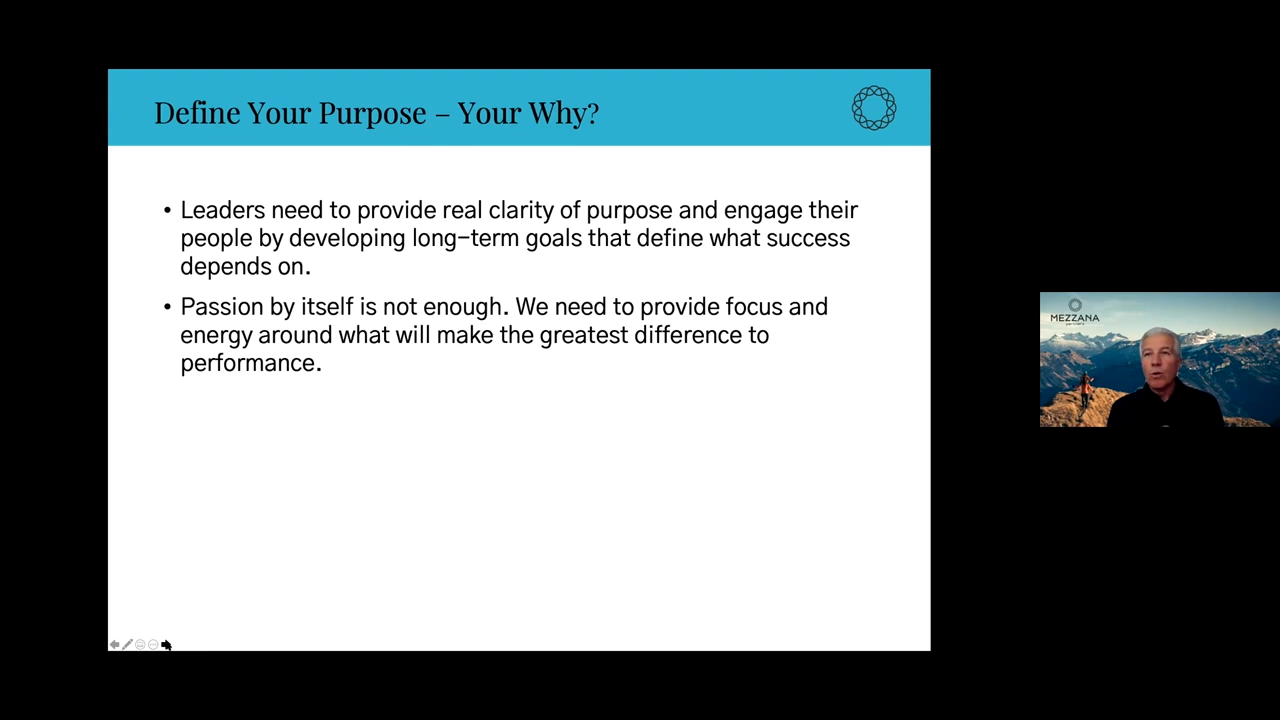 Define Your Purpose – Your Why?
• Leaders need to provide real clarity of purpose and engage their
people by developing long-term goals that define what success
depends on.
• Passion by itself is not enough. We need to provide focus and
energy around what will make the greatest difference to
performance.
MEZZANA
partners